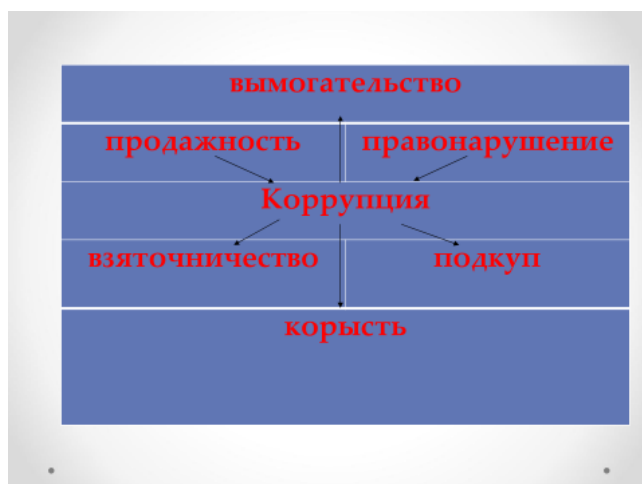 вымогательство
продажность правонарушение
Коррупция
взяточничество подкуп
корысть